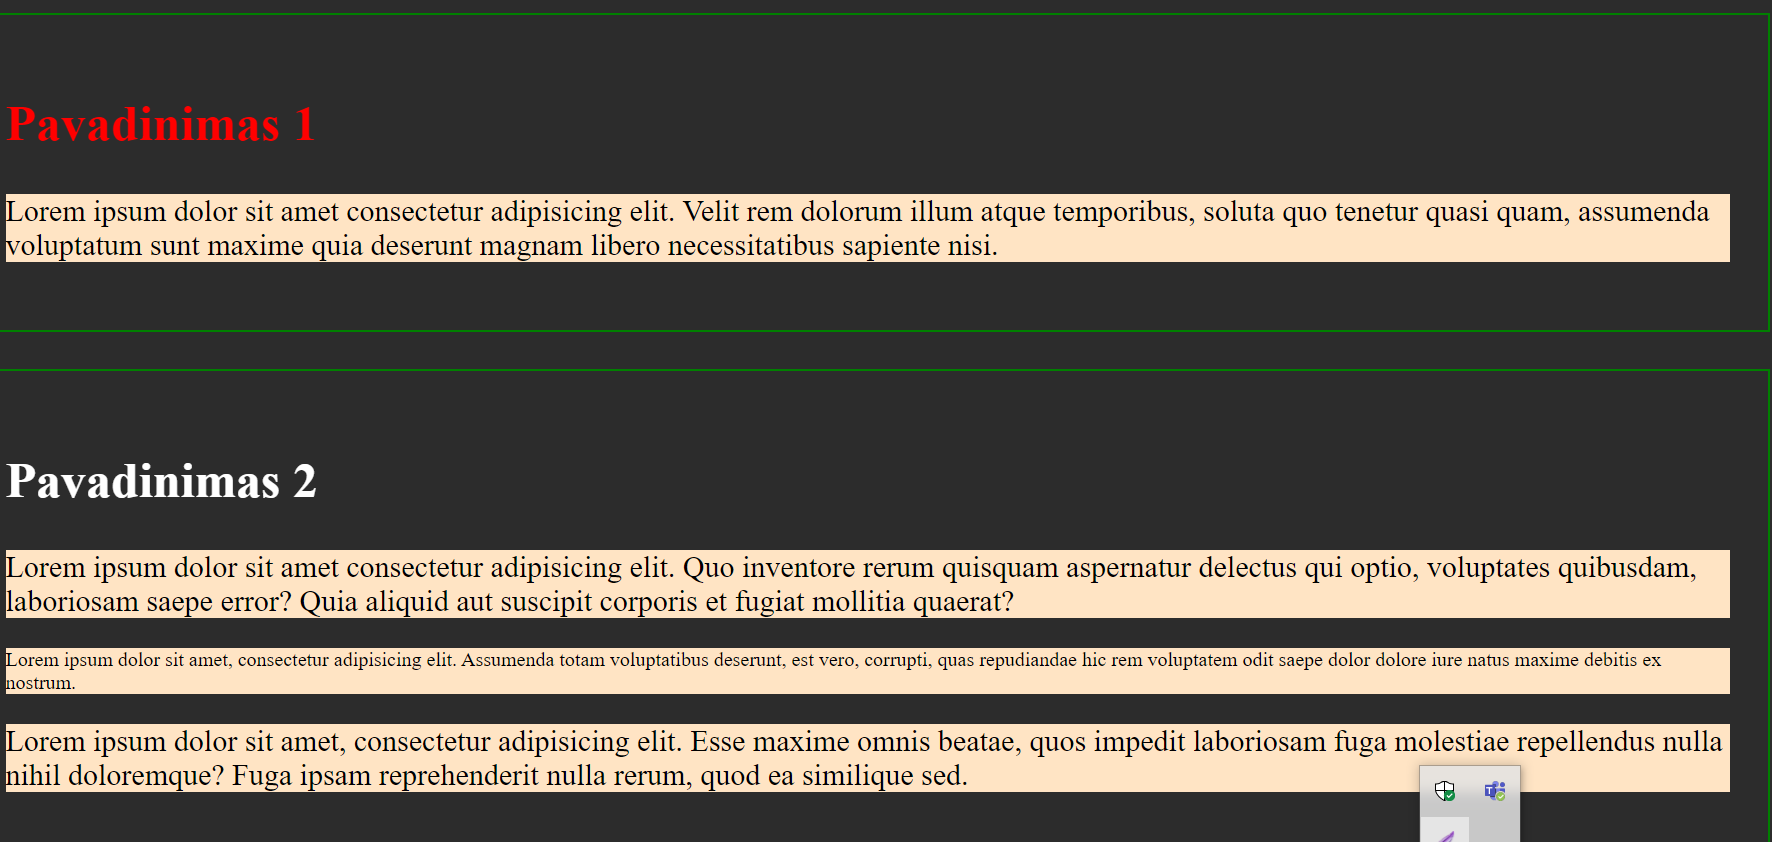 Pavadinimas 1
Lorem ipsum dolor sit amet consectetur adipisicing elit. Velit rem dolorum illum atque temporibus, soluta quo tenetur quasi quam, assumenda
voluptatum sunt maxime quia deserunt magnam libero necessitatibus sapiente nisi.
Pavadinimas 2
Lorem ipsum dolor sit amet consectetur adipisicing elit. Quo inventore rerum quisquam aspernatur delectus qui optio, voluptates quibusdam,
laboriosam saepe error? Quia aliquid aut suscipit corporis et fugiat mollitia quaerat?
Lorem ipsum dolor sit amet, consectetur adipisicing elit. Assumenda totam voluptatibus deserunt, est vero, corrupti, quas repudiandae hic rem voluptatem odit saepe dolor dolore iure natus maxime debitis ex
nostrum.
Lorem ipsum dolor sit amet, consectetur adipisicing elit. Esse maxime omnis beatae, quos impedit laboriosam fuga molestiae repellendus nulla
nihil doloremque? Fuga ipsam reprehenderit nulla rerum, quod ea similique sed.